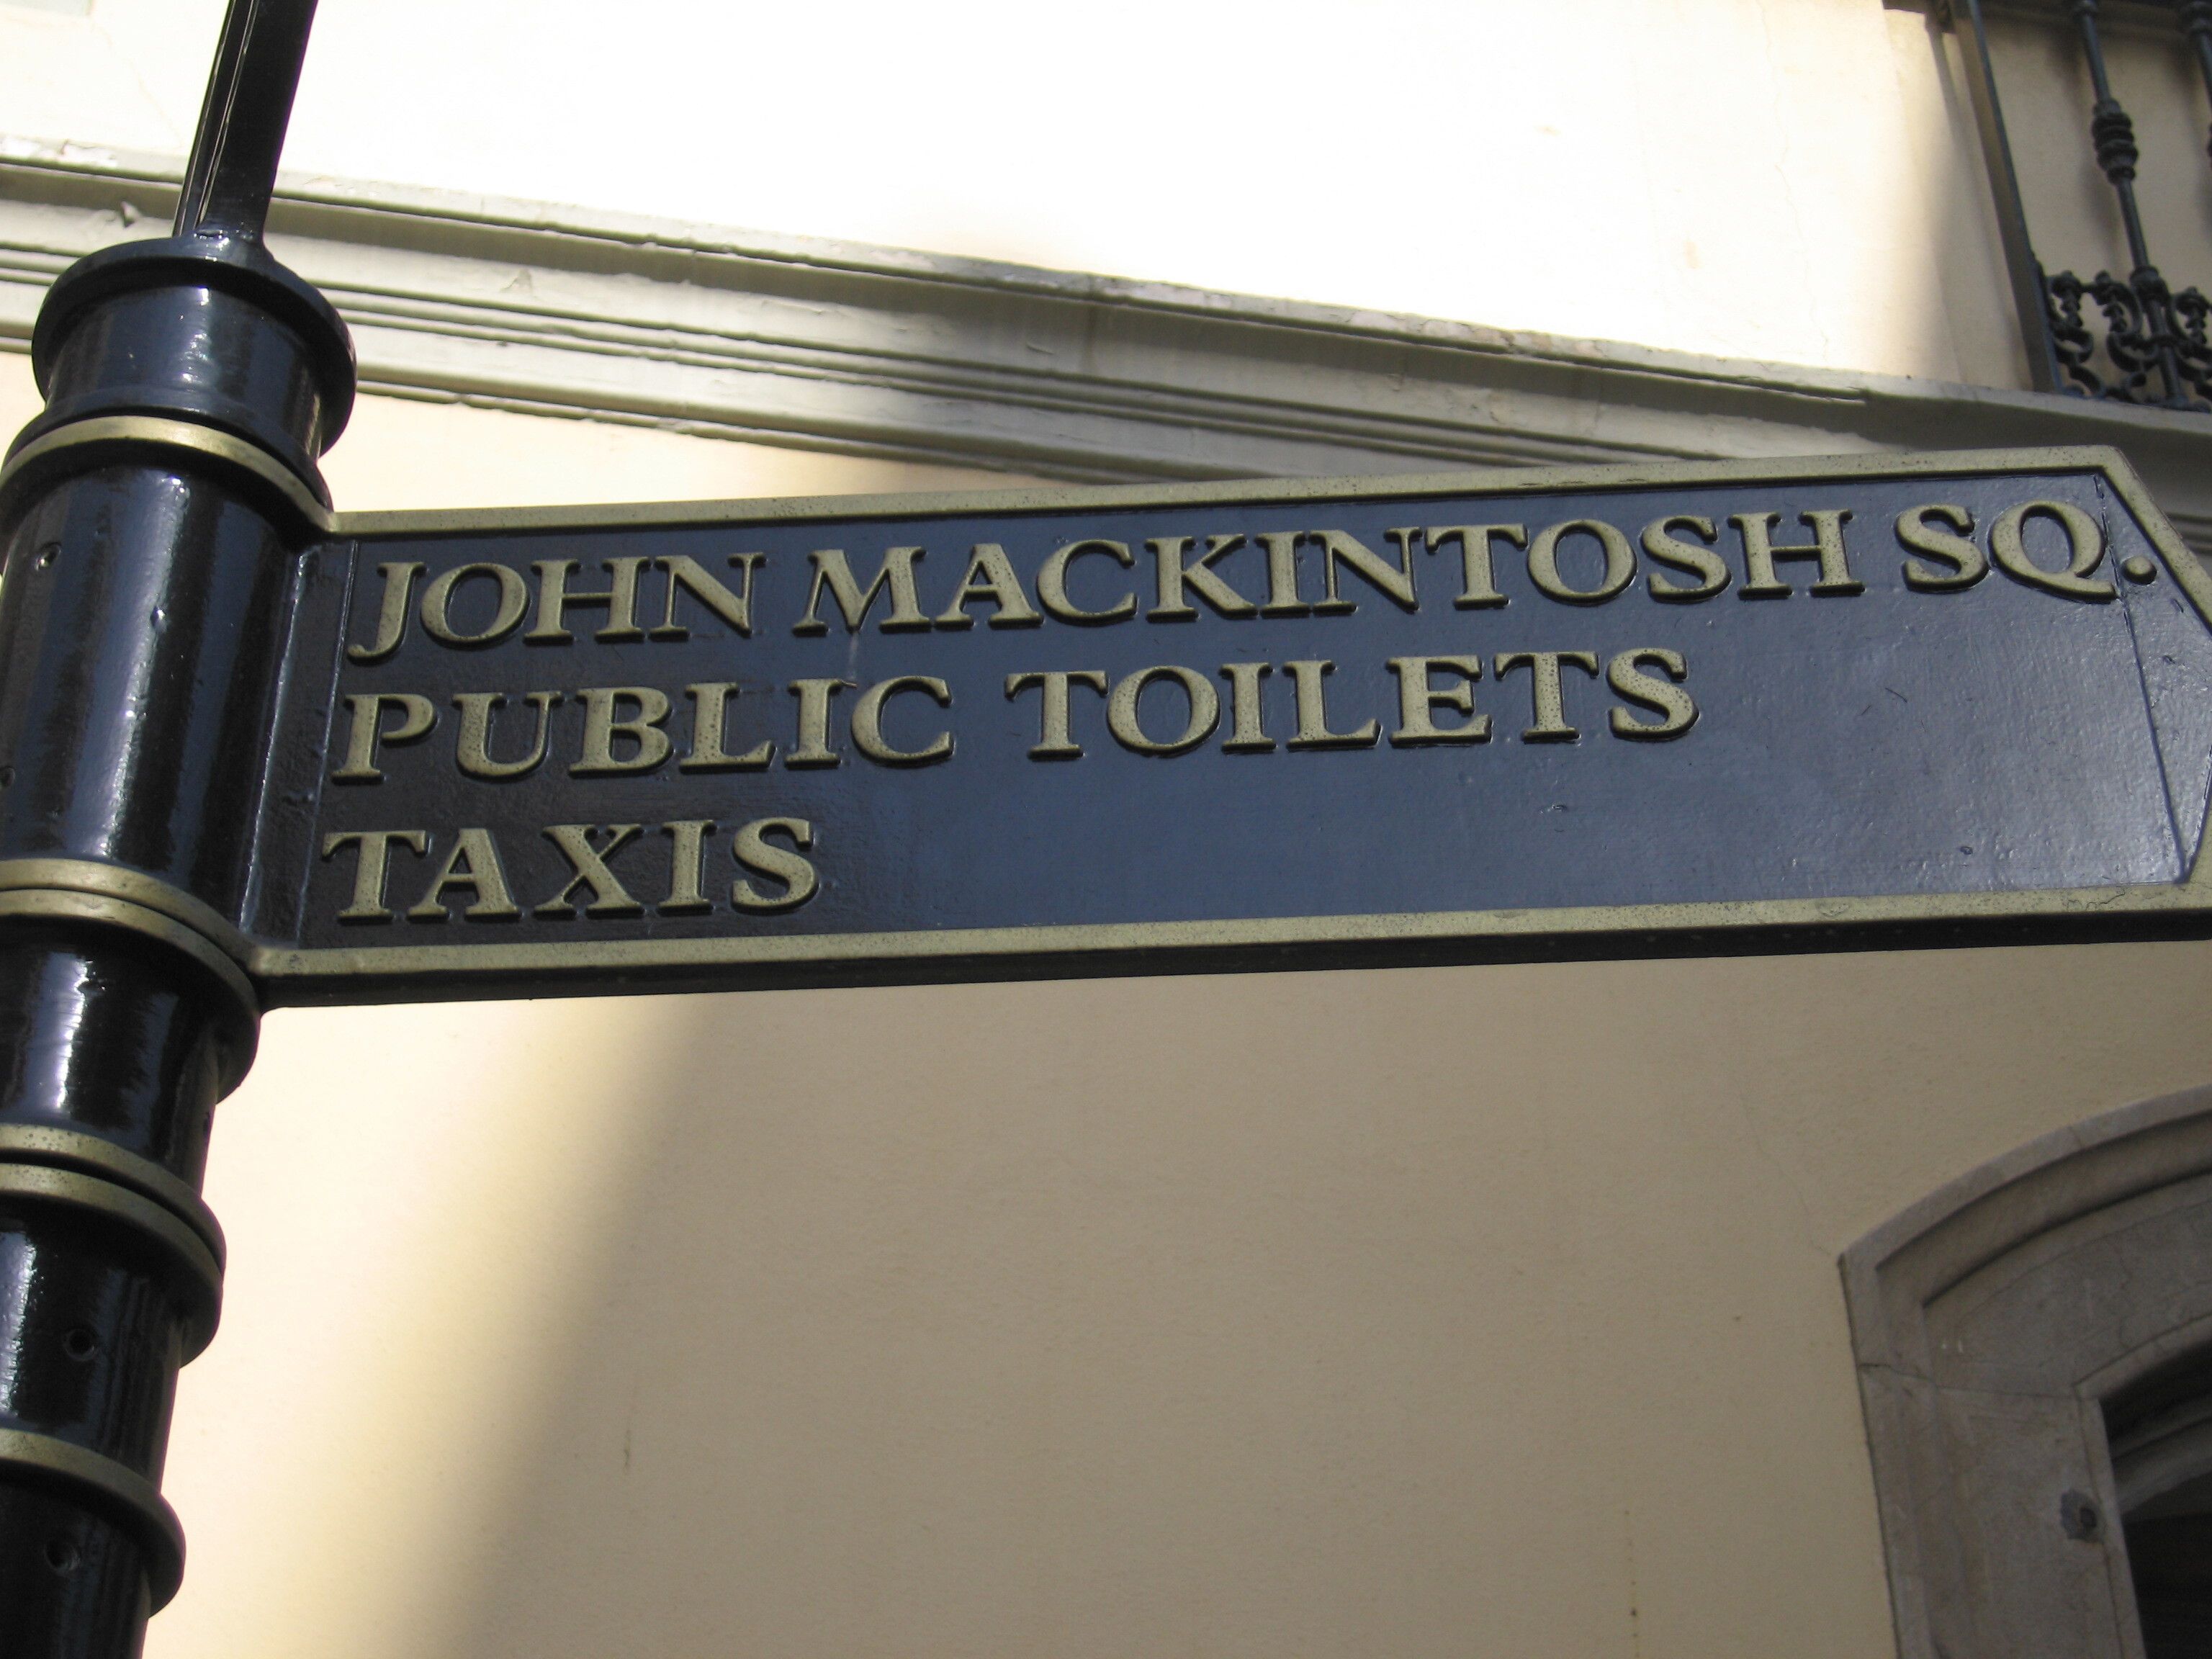 JOHN MACKINTOSH SQ.
PUBLIC TOILETS
TAXIS